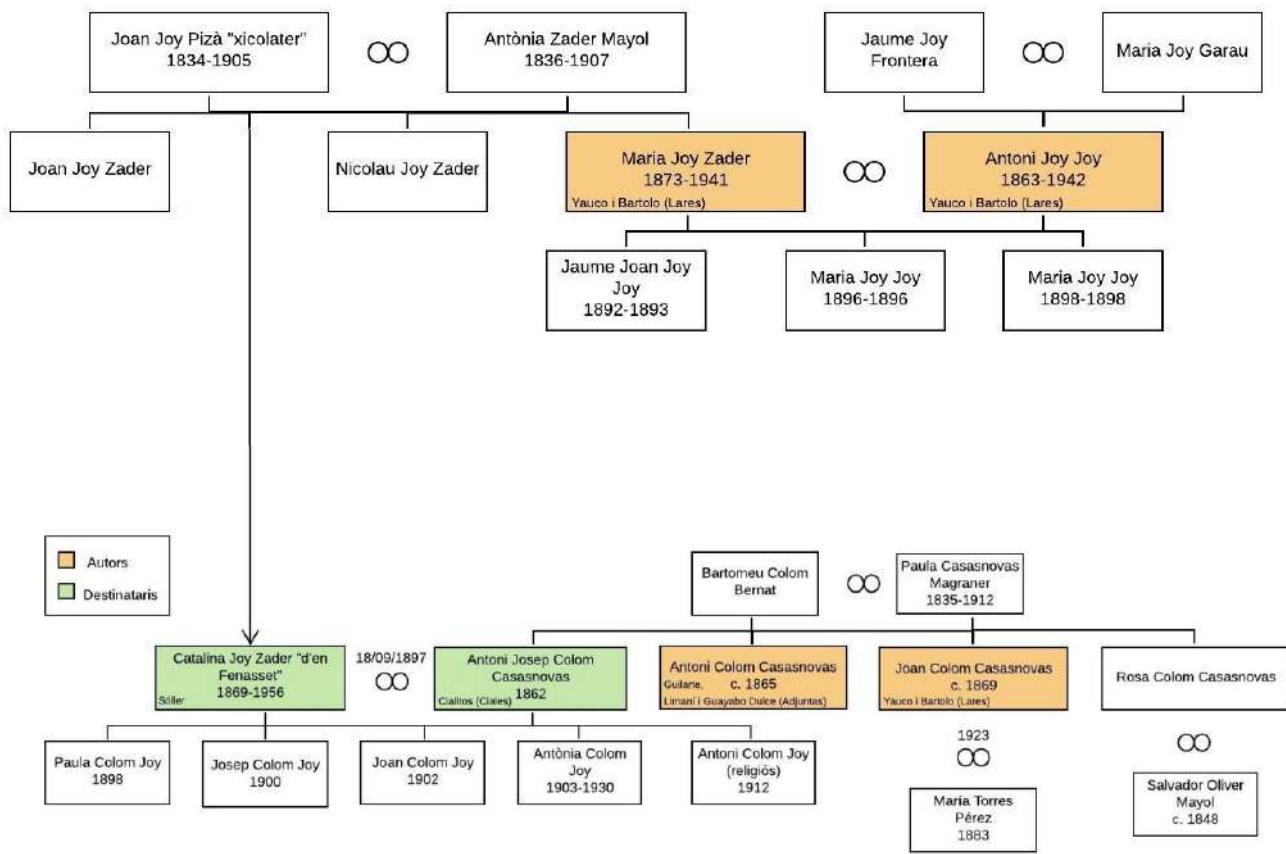 Joan Joy Pizà "xicolater"
1834-1905
Antònia Zader Mayol
1836-1907
Jaume Joy
Frontera
Maria Joy Garau
Joan Joy Zader
Nicolau Joy Zader
Maria Joy Zader
1873-1941
Yauco i Bartolo (Lares)
Antoni Joy Joy
1863-1942
Yauco i Bartolo (Lares)
Jaume Joan Joy
Joy
1892-1893
Maria Joy Joy
1896-1896
Maria Joy Joy
1898-1898
Autors
Destinataris
Bartomeu Colom
Bernat
Paula Casasnovas
Magraner
1835-1912
Catalina Joy Zader "d'en
Fenasset"
1869-1956
Sóller
18/09/1897
Antoni Josep Colom
Casasnovas
1862
Cialitos (Ciales)
Antoni Colom Casasnovas
c. 1865
Guilarte,
Limaní i Guayabo Dulce (Adjuntas)
Joan Colom Casasnovas
c. 1869
Yauco i Bartolo (Lares)
Rosa Colom Casasnovas
Paula Colom Joy
1898
Josep Colom Joy
1900
Joan Colom Joy
1902
Antònia Colom
Joy
1903-1930
Antoni Colom Joy
(religiós)
1912
1923
María Torres
Pérez
1883
Salvador Oliver
Mayol
c. 1848